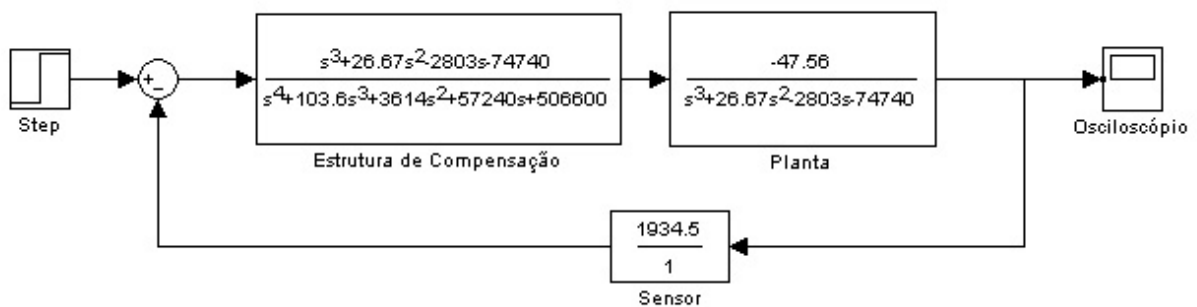 s3+26.67s2-2803s-74740
s4+103.6s3+3614s2+57240s+506600
Estrutura de Compensação
-47.56
s3+26.67s2-2803s-74740
Planta
Step
+
-
Osciloscópio
1934.5
1
Sensor